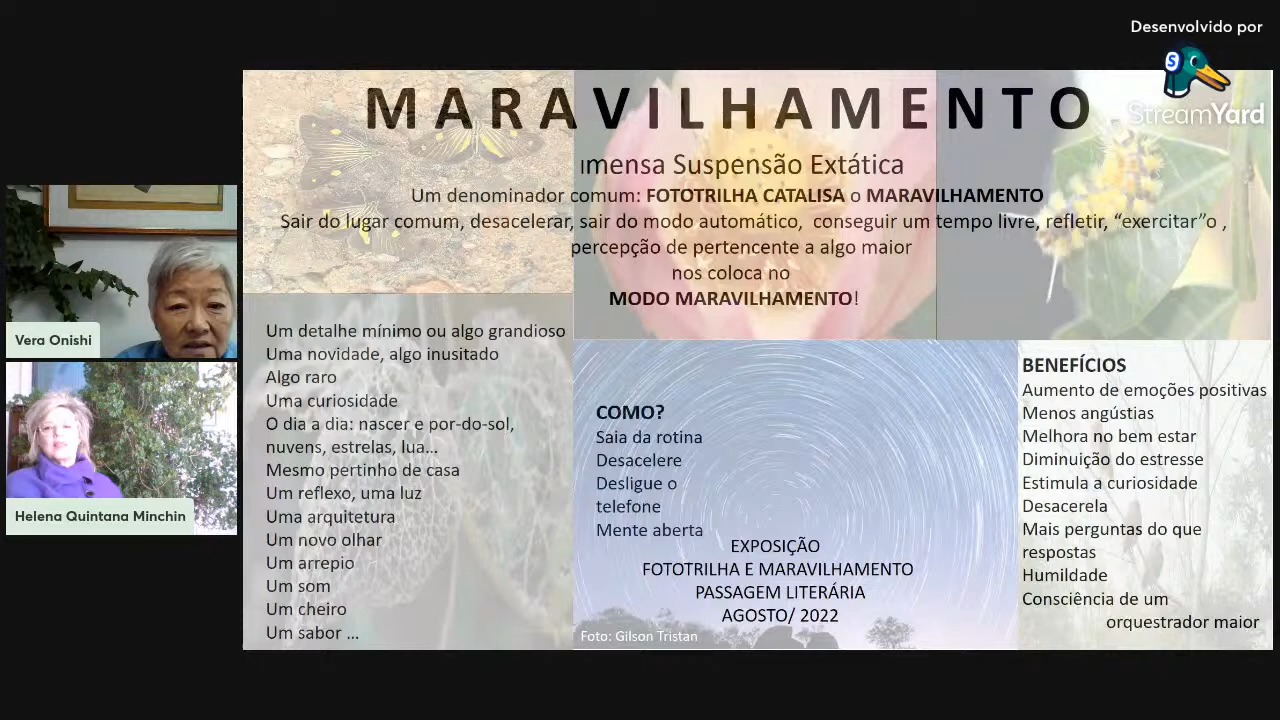 Desenvolvido por
StreamYard
MARAVILHAMENTO
imensa Suspensão Extática
Um denominador comum: FOTOTRILHA CATALISA o MARAVILHAMENTO
Sair do lugar comum, desacelerar, sair do modo automático, conseguir um tempo livre, refletir, “exercitar”o ,
percepção de pertencente a algo maior
nos coloca no
MODO MARAVILHAMENTO!
Vera Onishi
Helena Quintana Minchin
Um detalhe mínimo ou algo grandioso
Uma novidade, algo inusitado
Algo raro
Uma curiosidade
O dia a dia: nascer e por-do-sol,
nuvens, estrelas, lua...
Mesmo pertinho de casa
Um reflexo, uma luz
Uma arquitetura
Um novo olhar
Um arrepio
Um som
Um cheiro
Um sabor ...
COMO?
Saia da rotina
Desacelere
Desligue o
telefone
Mente aberta
EXPOSIÇÃO
FOTOTRILHA E MARAVILHAMENTO
PASSAGEM LITERÁRIA
AGOSTO/ 2022
Foto: Gilson Tristan
BENEFÍCIOS
Aumento de emoções positivas
Menos angústias
Melhora no bem estar
Diminuição do estresse
Estimula a curiosidade
Desacerela
Mais perguntas do que
respostas
Humildade
Consciência de um
orquestrador maior